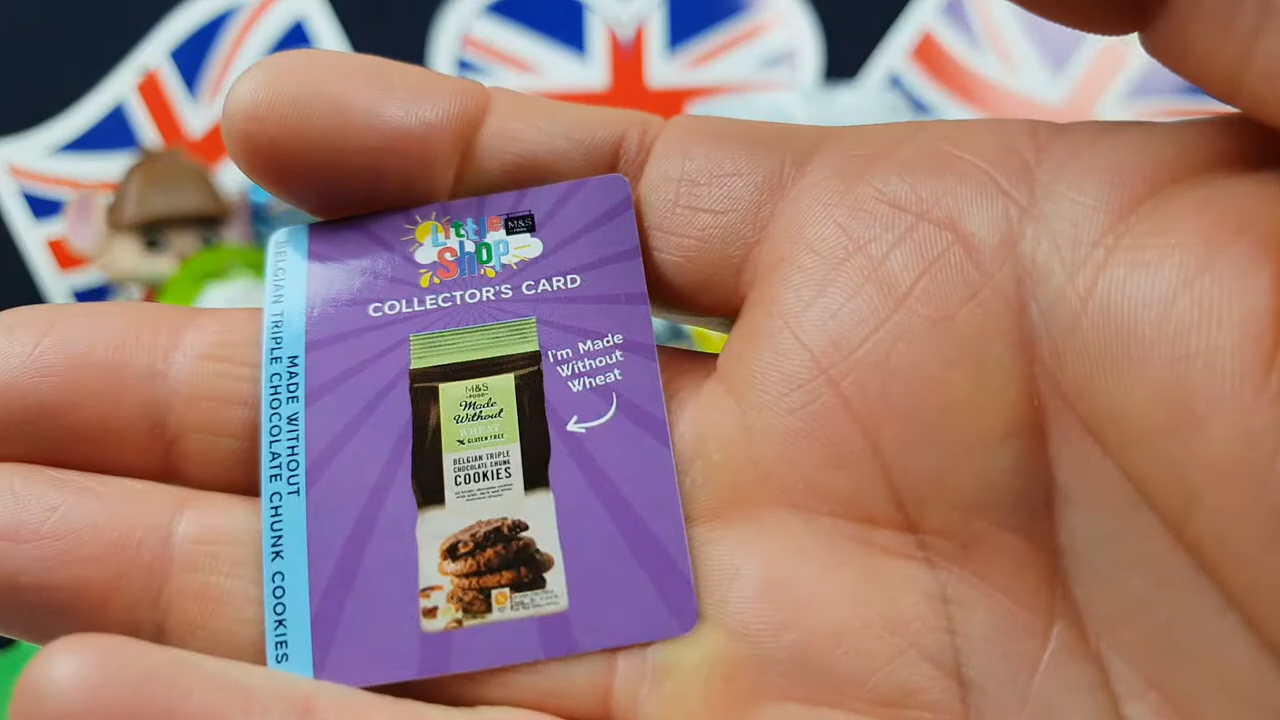 Little
Shop
M&S
FOOD
COLLECTOR'S CARD
I'm Made
Without
Wheat
M&S
FOOD
Made
Without
WHEAT
GLUTEN FREE
BELGIAN TRIPLE
CHOCOLATE CHUNK
COOKIES
MADE WITHOUT
BELGIAN TRIPLE CHOCOLATE CHUNK COOKIES